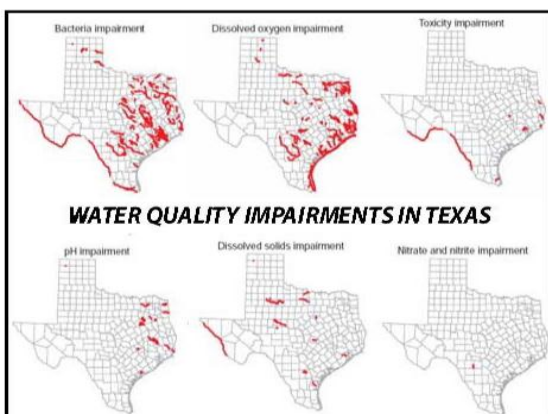 Bacteria impairment
Dissolved oxygen impairment
Toxicity impairment
WATER QUALITY IMPAIRMENTS IN TEXAS
pH impairment
Dissolved solids impairment
Nitrate and nitrite impairment